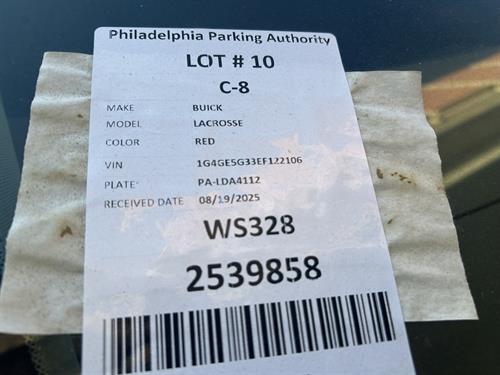 Philadelphia Parking Authority
LOT # 10
C-8
MAKE BUICK
MODEL LACROSSE
COLOR RED
VIN 1G4GE5G33EF122106
PLATE PA-LDA4112
RECEIVED DATE 08/19/2025
WS328
2539858